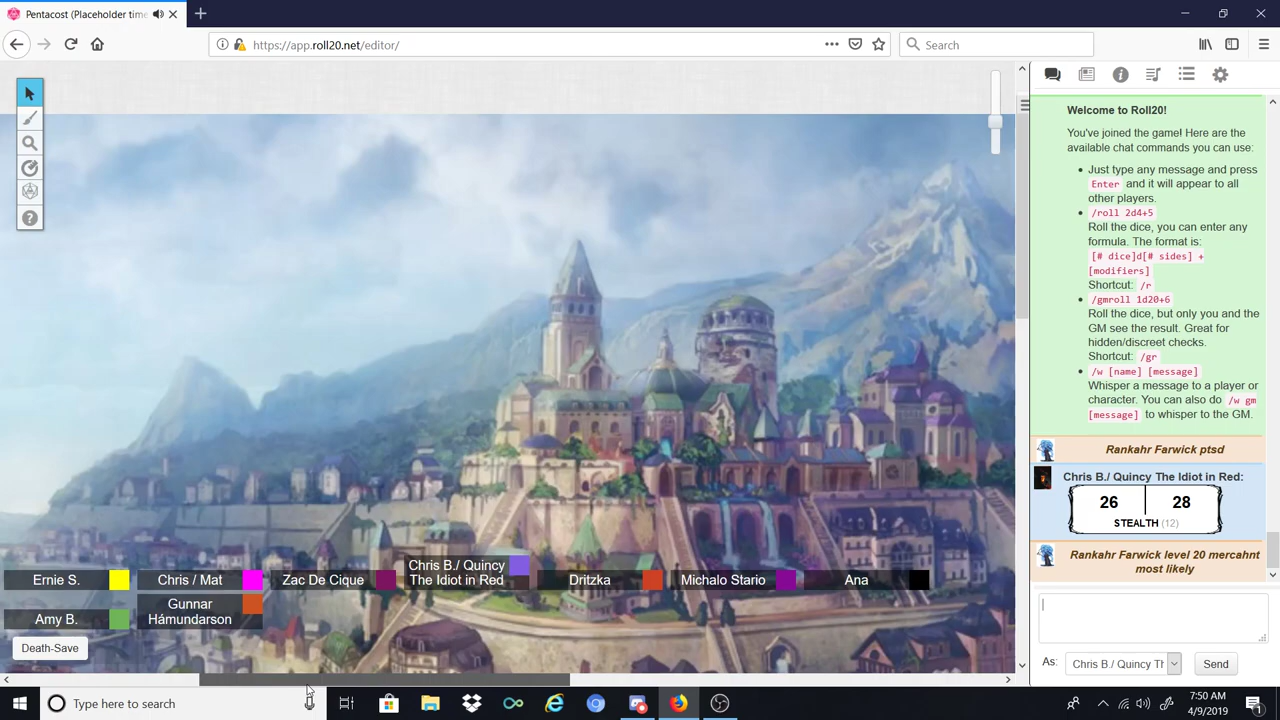 Pentacost (Placeholder time
https://app.roll20.net/editor/
Search
Welcome to Roll20!
You've joined the game! Here are the
available chat commands you can use:
Just type any message and press
Enter and it will appear to all
other players.
/roll 2d4+5
Roll the dice, you can enter any
formula. The format is:
[# dice]d[# sides] +
[modifiers]
Shortcut: /r
/gmroll 1d20+6
Roll the dice, but only you and the
GM see the result. Great for
hidden/discreet checks.
Shortcut: /gr
/w [name] [message]
Whisper a message to a player or
character. You can also do /w gm
[message] to whisper to the GM.
Rankahr Farwick ptsd
Chris B./ Quincy The Idiot in Red:
26 28
STEALTH (12)
Rankahr Farwick level 20 mercahnt
most likely
As: Chris B./ Quincy Tł Send
Ernie S.
Chris / Mat
Zac De Cique
Chris B./ Quincy
The Idiot in Red
Dritzka
Michalo Stario
Ana
Amy B.
Gunnar
Hámundarson
Death-Save
Type here to search
7:50 AM
4/9/2019
1